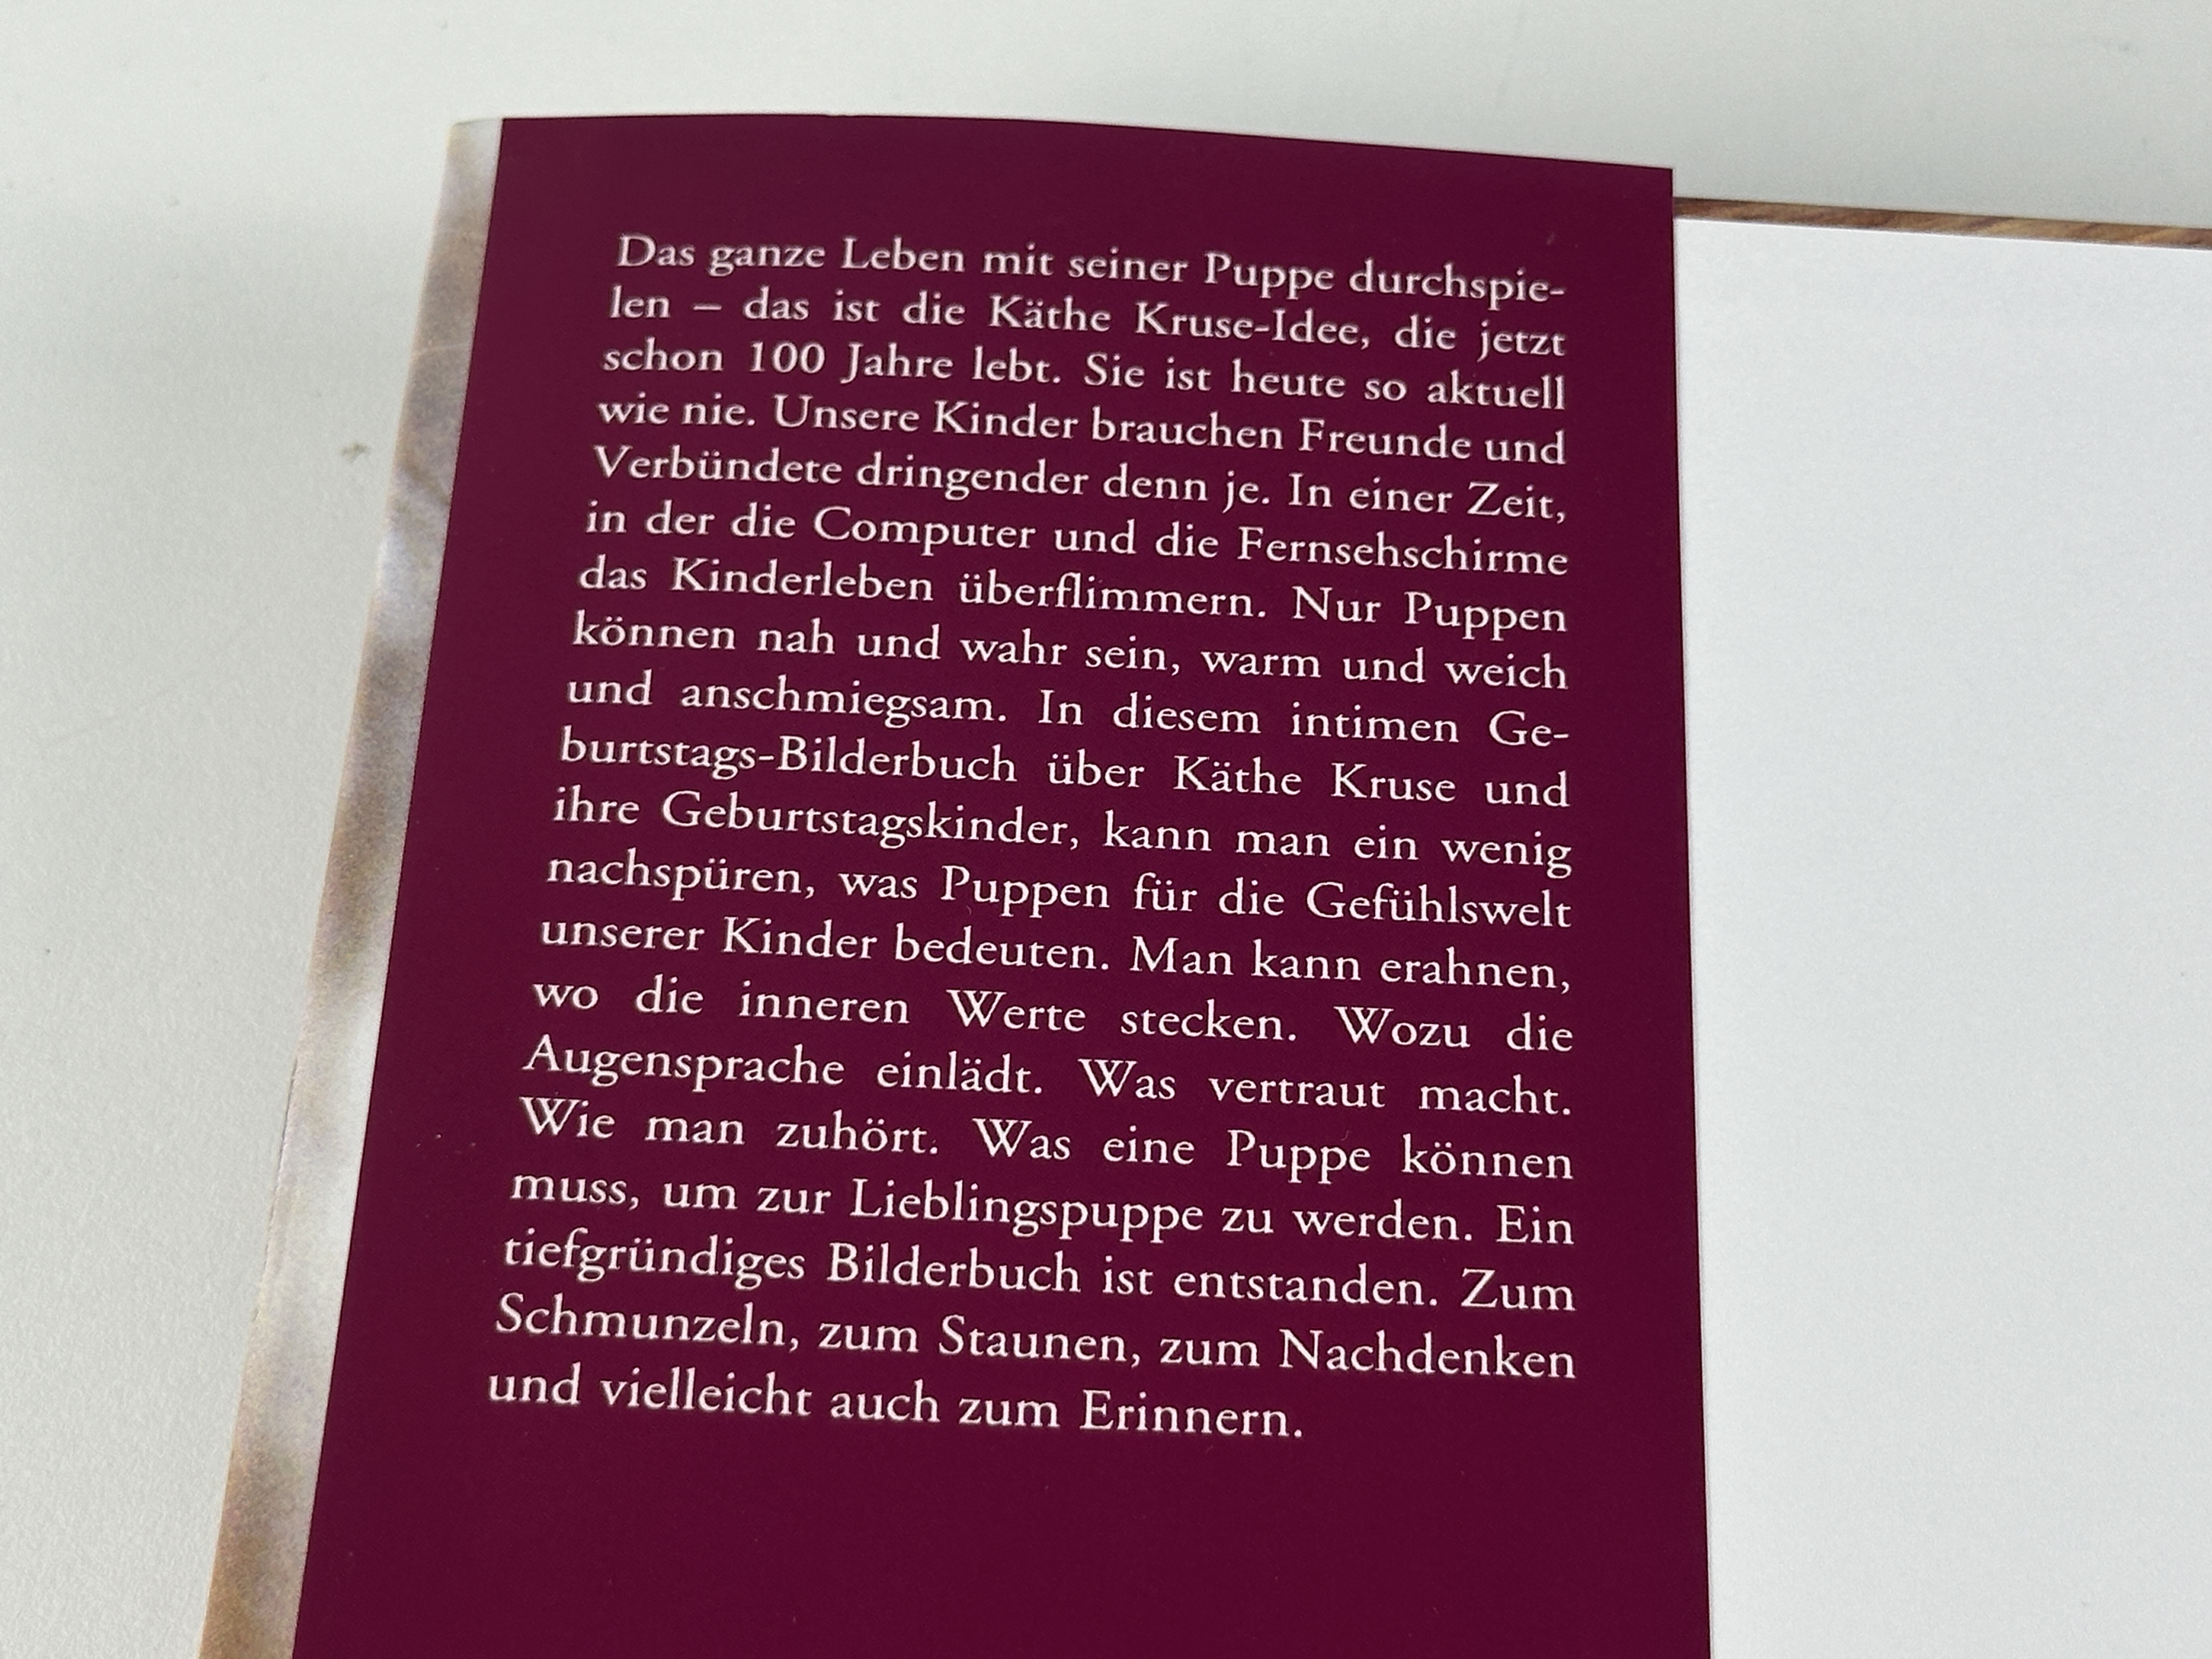 Das ganze Leben mit seiner Puppe durchspie-
len – das ist die Käthe Kruse-Idee, die jetzt
schon 100 Jahre lebt. Sie ist heute so aktuell
wie nie. Unsere Kinder brauchen Freunde und
Verbündete dringender denn je. In einer Zeit,
in der die Computer und die Fernsehschirme
das Kinderleben überflimmern. Nur Puppen
können nah und wahr sein, warm und weich
und anschmiegsam. In diesem intimen Ge-
burtstags-Bilderbuch über Käthe Kruse und
ihre Geburtstagskinder, kann man ein wenig
nachspüren, was Puppen für die Gefühlswelt
unserer Kinder bedeuten. Man kann erahnen,
wo die inneren Werte stecken. Wozu die
Augensprache einlädt. Was vertraut macht.
Wie man zuhört. Was eine Puppe können
muss, um zur Lieblingspuppe zu werden. Ein
tiefgründiges Bilderbuch ist entstanden. Zum
Schmunzeln, zum Staunen, zum Nachdenken
und vielleicht auch zum Erinnern.